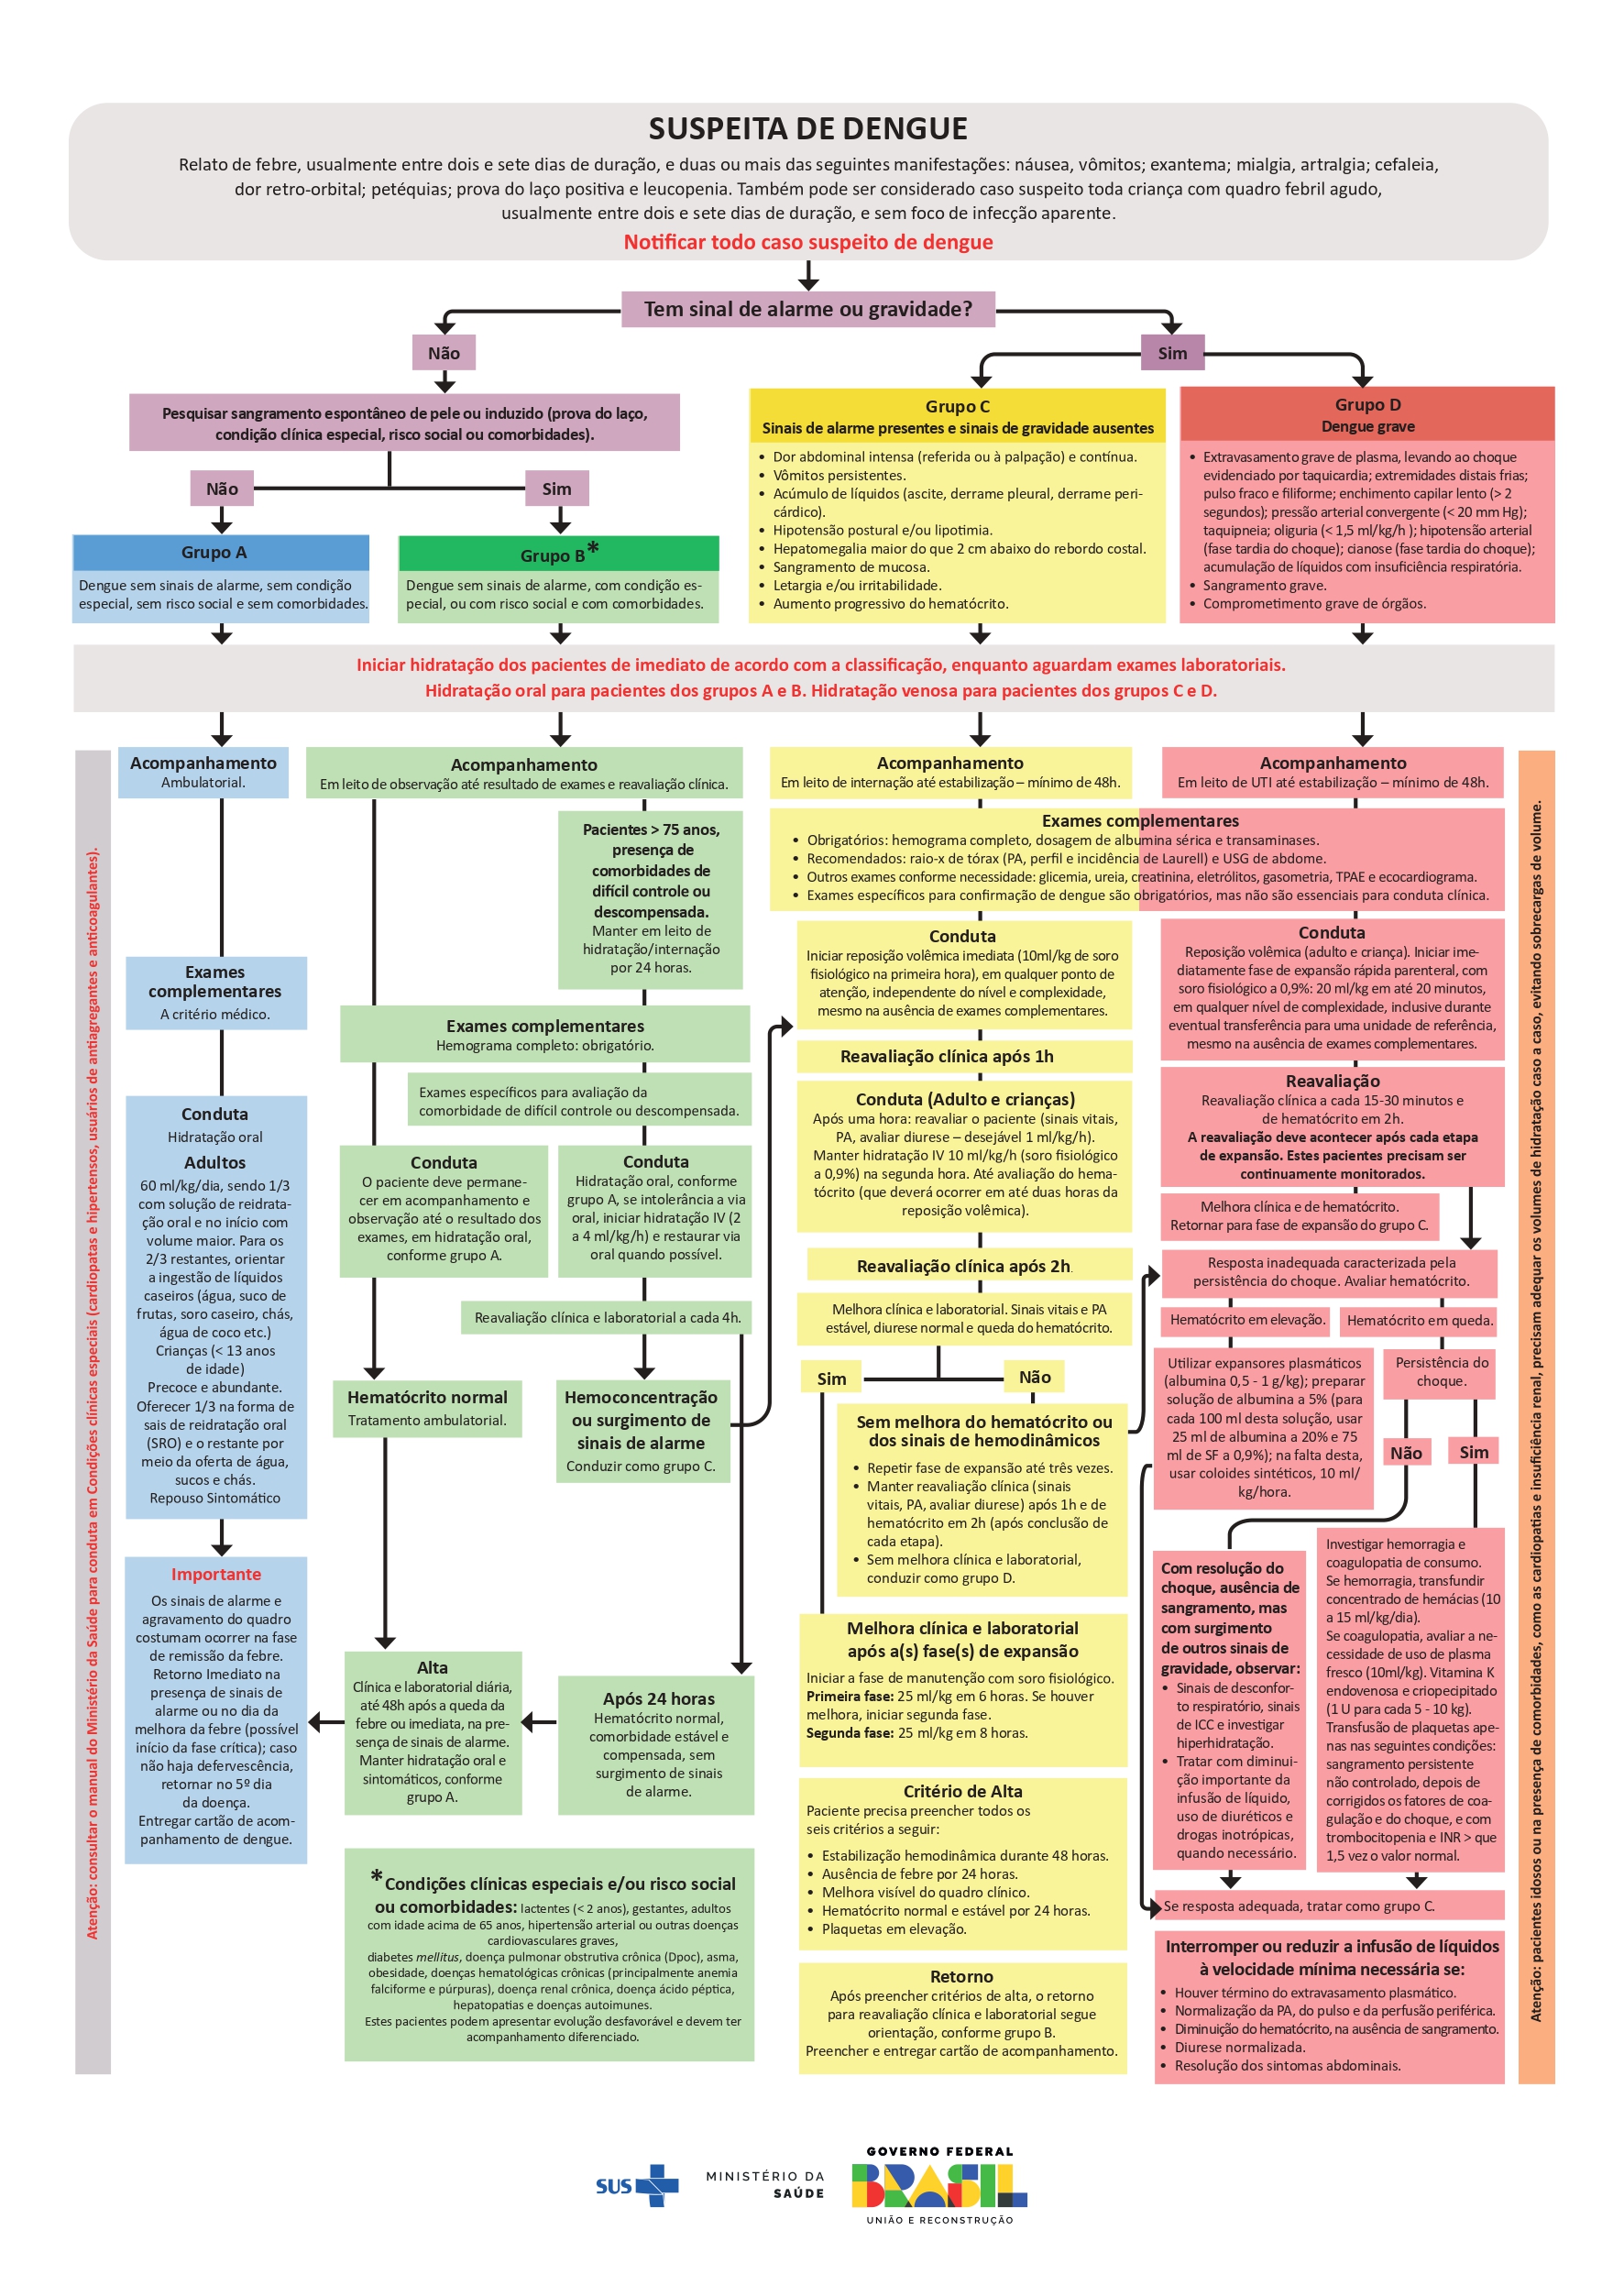 SUSPEITA DE DENGUE
Relato de febre, usualmente entre dois e sete dias de duração, e duas ou mais das seguintes manifestações: náusea, vômitos; exantema; mialgia, artralgia; cefaleia,
dor retro-orbital; petéquias; prova do laço positiva e leucopenia. Também pode ser considerado caso suspeito toda criança com quadro febril agudo,
usualmente entre dois e sete dias de duração, e sem foco de infecção aparente.
Notificar todo caso suspeito de dengue
Tem sinal de alarme ou gravidade?
Não
Sim
Pesquisar sangramento espontâneo de pele ou induzido (prova do laço,
condição clínica especial, risco social ou comorbidades).
Não
Sim
Grupo A
Dengue sem sinais de alarme, sem condição
especial, sem risco social e sem comorbidades.
Grupo B*
Dengue sem sinais de alarme, com condição es-
pecial, ou com risco social e com comorbidades.
Grupo C
Sinais de alarme presentes e sinais de gravidade ausentes
• Dor abdominal intensa (referida ou à palpação) e contínua.
• Vômitos persistentes.
• Acúmulo de líquidos (ascite, derrame pleural, derrame peri-
cárdico).
• Hipotensão postural e/ou lipotimia.
• Hepatomegalia maior do que 2 cm abaixo do rebordo costal.
• Sangramento de mucosa.
• Letargia e/ou irritabilidade.
• Aumento progressivo do hematócrito.
Grupo D
Dengue grave
• Extravasamento grave de plasma, levando ao choque
evidenciado por taquicardia; extremidades distais frias;
pulso fraco e filiforme; enchimento capilar lento (> 2
segundos); pressão arterial convergente (< 20 mm Hg);
taquipneia; oliguria (< 1,5 ml/kg/h ); hipotensão arterial
(fase tardia do choque); cianose (fase tardia do choque);
acumulação de líquidos com insuficiência respiratória.
• Sangramento grave.
• Comprometimento grave de órgãos.
Iniciar hidratação dos pacientes de imediato de acordo com a classificação, enquanto aguardam exames laboratoriais.
Hidratação oral para pacientes dos grupos A e B. Hidratação venosa para pacientes dos grupos C e D.
Atenção: consultar o manual do Ministério da Saúde para conduta em Condições clínicas especiais (cardiopatas e hipertensos, usuários de antiagregantes e anticoagulantes).
Acompanhamento
Ambulatorial.
Exames
complementares
A critério médico.
Conduta
Hidratação oral
Adultos
60 ml/kg/dia, sendo 1/3
com solução de reidrata-
ção oral e no início com
volume maior. Para os
2/3 restantes, orientar
a ingestão de líquidos
caseiros (água, suco de
frutas, soro caseiro, chás,
água de coco etc.)
Crianças (< 13 anos
de idade)
Precoce e abundante.
Oferecer 1/3 na forma de
sais de reidratação oral
(SRO) e o restante por
meio da oferta de água,
sucos e chás.
Repouso Sintomático
Importante
Os sinais de alarme e
agravamento do quadro
costumam ocorrer na fase
de remissão da febre.
Retorno Imediato na
presença de sinais de
alarme ou no dia da
melhora da febre (possível
início da fase crítica); caso
não haja defervescência,
retornar no 5º dia
da doença.
Entregar cartão de acom-
panhamento de dengue.
Acompanhamento
Em leito de observação até resultado de exames e reavaliação clínica.
Pacientes > 75 anos,
presença de
comorbidades de
difícil controle ou
descompensada.
Manter em leito de
hidratação/internação
por 24 horas.
Exames complementares
Hemograma completo: obrigatório.
Exames específicos para avaliação da
comorbidade de difícil controle ou descompensada.
Conduta
O paciente deve permane-
cer em acompanhamento e
observação até o resultado dos
exames, em hidratação oral,
conforme grupo A.
Conduta
Hidratação oral, conforme
grupo A, se intolerância a via
oral, iniciar hidratação IV (2
a 4 ml/kg/h) e restaurar via
oral quando possível.
Reavaliação clínica e laboratorial a cada 4h.
Hematócrito normal
Tratamento ambulatorial.
Hemoconcentração
ou surgimento de
sinais de alarme
Conduzir como grupo C.
Alta
Clínica e laboratorial diária,
até 48h após a queda da
febre ou imediata, na pre-
sença de sinais de alarme.
Manter hidratação oral e
sintomáticos, conforme
grupo A.
Após 24 horas
Hematócrito normal,
comorbidade estável e
compensada, sem
surgimento de sinais
de alarme.
*Condições clínicas especiais e/ou risco social
ou comorbidades: lactentes (< 2 anos), gestantes, adultos
com idade acima de 65 anos, hipertensão arterial ou outras doenças
cardiovasculares graves,
diabetes mellitus, doença pulmonar obstrutiva crônica (Dpoc), asma,
obesidade, doenças hematológicas crônicas (principalmente anemia
falciforme e púrpuras), doença renal crônica, doença ácido péptica,
hepatopatias e doenças autoimunes.
Estes pacientes podem apresentar evolução desfavorável e devem ter
acompanhamento diferenciado.
Acompanhamento
Em leito de internação até estabilização – mínimo de 48h.
Acompanhamento
Em leito de UTI até estabilização – mínimo de 48h.
Exames complementares
• Obrigatórios: hemograma completo, dosagem de albumina sérica e transaminases.
• Recomendados: raio-x de tórax (PA, perfil e incidência de Laurell) e USG de abdome.
• Outros exames conforme necessidade: glicemia, ureia, creatinina, eletrólitos, gasometria, TPAE e ecocardiograma.
• Exames específicos para confirmação de dengue são obrigatórios, mas não são essenciais para conduta clínica.
Conduta
Iniciar reposição volêmica imediata (10ml/kg de soro
fisiológico na primeira hora), em qualquer ponto de
atenção, independente do nível e complexidade,
mesmo na ausência de exames complementares.
Reavaliação clínica após 1h
Conduta (Adulto e crianças)
Após uma hora: reavaliar o paciente (sinais vitais,
PA, avaliar diurese – desejável 1 ml/kg/h).
Manter hidratação IV 10 ml/kg/h (soro fisiológico
a 0,9%) na segunda hora. Até avaliação do hema-
tócrito (que deverá ocorrer em até duas horas da
reposição volêmica).
Reavaliação clínica após 2h.
Melhora clínica e laboratorial. Sinais vitais e PA
estável, diurese normal e queda do hematócrito.
Sim
Não
Sem melhora do hematócrito ou
dos sinais de hemodinâmicos
• Repetir fase de expansão até três vezes.
• Manter reavaliação clínica (sinais
vitais, PA, avaliar diurese) após 1h e de
hematócrito em 2h (após conclusão de
cada etapa).
• Sem melhora clínica e laboratorial,
conduzir como grupo D.
Melhora clínica e laboratorial
após a(s) fase(s) de expansão
Iniciar a fase de manutenção com soro fisiológico.
Primeira fase: 25 ml/kg em 6 horas. Se houver
melhora, iniciar segunda fase.
Segunda fase: 25 ml/kg em 8 horas.
Critério de Alta
Paciente precisa preencher todos os
seis critérios a seguir:
• Estabilização hemodinâmica durante 48 horas.
• Ausência de febre por 24 horas.
• Melhora visível do quadro clínico.
• Hematócrito normal e estável por 24 horas.
• Plaquetas em elevação.
Retorno
Após preencher critérios de alta, o retorno
para reavaliação clínica e laboratorial segue
orientação, conforme grupo B.
Preencher e entregar cartão de acompanhamento.
Conduta
Reposição volêmica (adulto e criança). Iniciar ime-
diatamente fase de expansão rápida parenteral, com
soro fisiológico a 0,9%: 20 ml/kg em até 20 minutos,
em qualquer nível de complexidade, inclusive durante
eventual transferência para uma unidade de referência,
mesmo na ausência de exames complementares.
Reavaliação
Reavaliação clínica a cada 15-30 minutos e
de hematócrito em 2h.
A reavaliação deve acontecer após cada etapa
de expansão. Estes pacientes precisam ser
continuamente monitorados.
Melhora clínica e de hematócrito.
Retornar para fase de expansão do grupo C.
Resposta inadequada caracterizada pela
persistência do choque. Avaliar hematócrito.
Hematócrito em elevação.
Hematócrito em queda.
Utilizar expansores plasmáticos
(albumina 0,5 - 1 g/kg); preparar
solução de albumina a 5% (para
cada 100 ml desta solução, usar
25 ml de albumina a 20% e 75
ml de SF a 0,9%); na falta desta,
usar coloides sintéticos, 10 ml/
kg/hora.
Persistência do
choque.
Não
Sim
Com resolução do
choque, ausência de
sangramento, mas
com surgimento
de outros sinais de
gravidade, observar:
• Sinais de desconfor-
to respiratório, sinais
de ICC e investigar
hiperhidratação.
• Tratar com diminui-
ção importante da
infusão de líquido,
uso de diuréticos e
drogas inotrópicas,
quando necessário.
Investigar hemorragia e
coagulopatia de consumo.
Se hemorragia, transfundir
concentrado de hemácias (10
a 15 ml/kg/dia).
Se coagulopatia, avaliar a ne-
cessidade de uso de plasma
fresco (10ml/kg). Vitamina K
endovenosa e criopecipitado
(1 U para cada 5 - 10 kg).
Transfusão de plaquetas ape-
nas nas seguintes condições:
sangramento persistente
não controlado, depois de
corrigidos os fatores de coa-
gulação e do choque, e com
trombocitopenia e INR > que
1,5 vez o valor normal.
Se resposta adequada, tratar como grupo C.
Interromper ou reduzir a infusão de líquidos
à velocidade mínima necessária se:
• Houver término do extravasamento plasmático.
• Normalização da PA, do pulso e da perfusão periférica.
• Diminuição do hematócrito, na ausência de sangramento.
• Diurese normalizada.
• Resolução dos sintomas abdominais.
Atenção: pacientes idosos ou na presença de comorbidades, como as cardiopatias e insuficiência renal, precisam adequar os volumes de hidratação caso a caso, evitando sobrecargas de volume.
SUS
MINISTÉRIO DA
SAÚDE
GOVERNO FEDERAL
BRASIL
UNIÃO E RECONSTRUÇÃO